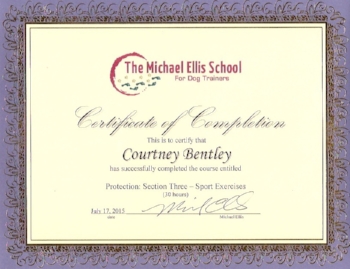 The Michael Ellis School
For Dog Trainers
Certificate of Completion
This is to certify that
Courtney Bentley
has successfully completed the course entitled
Protection: Section Three – Sport Exercises
(30 hours)
July 17, 2015
date Michael Ellis